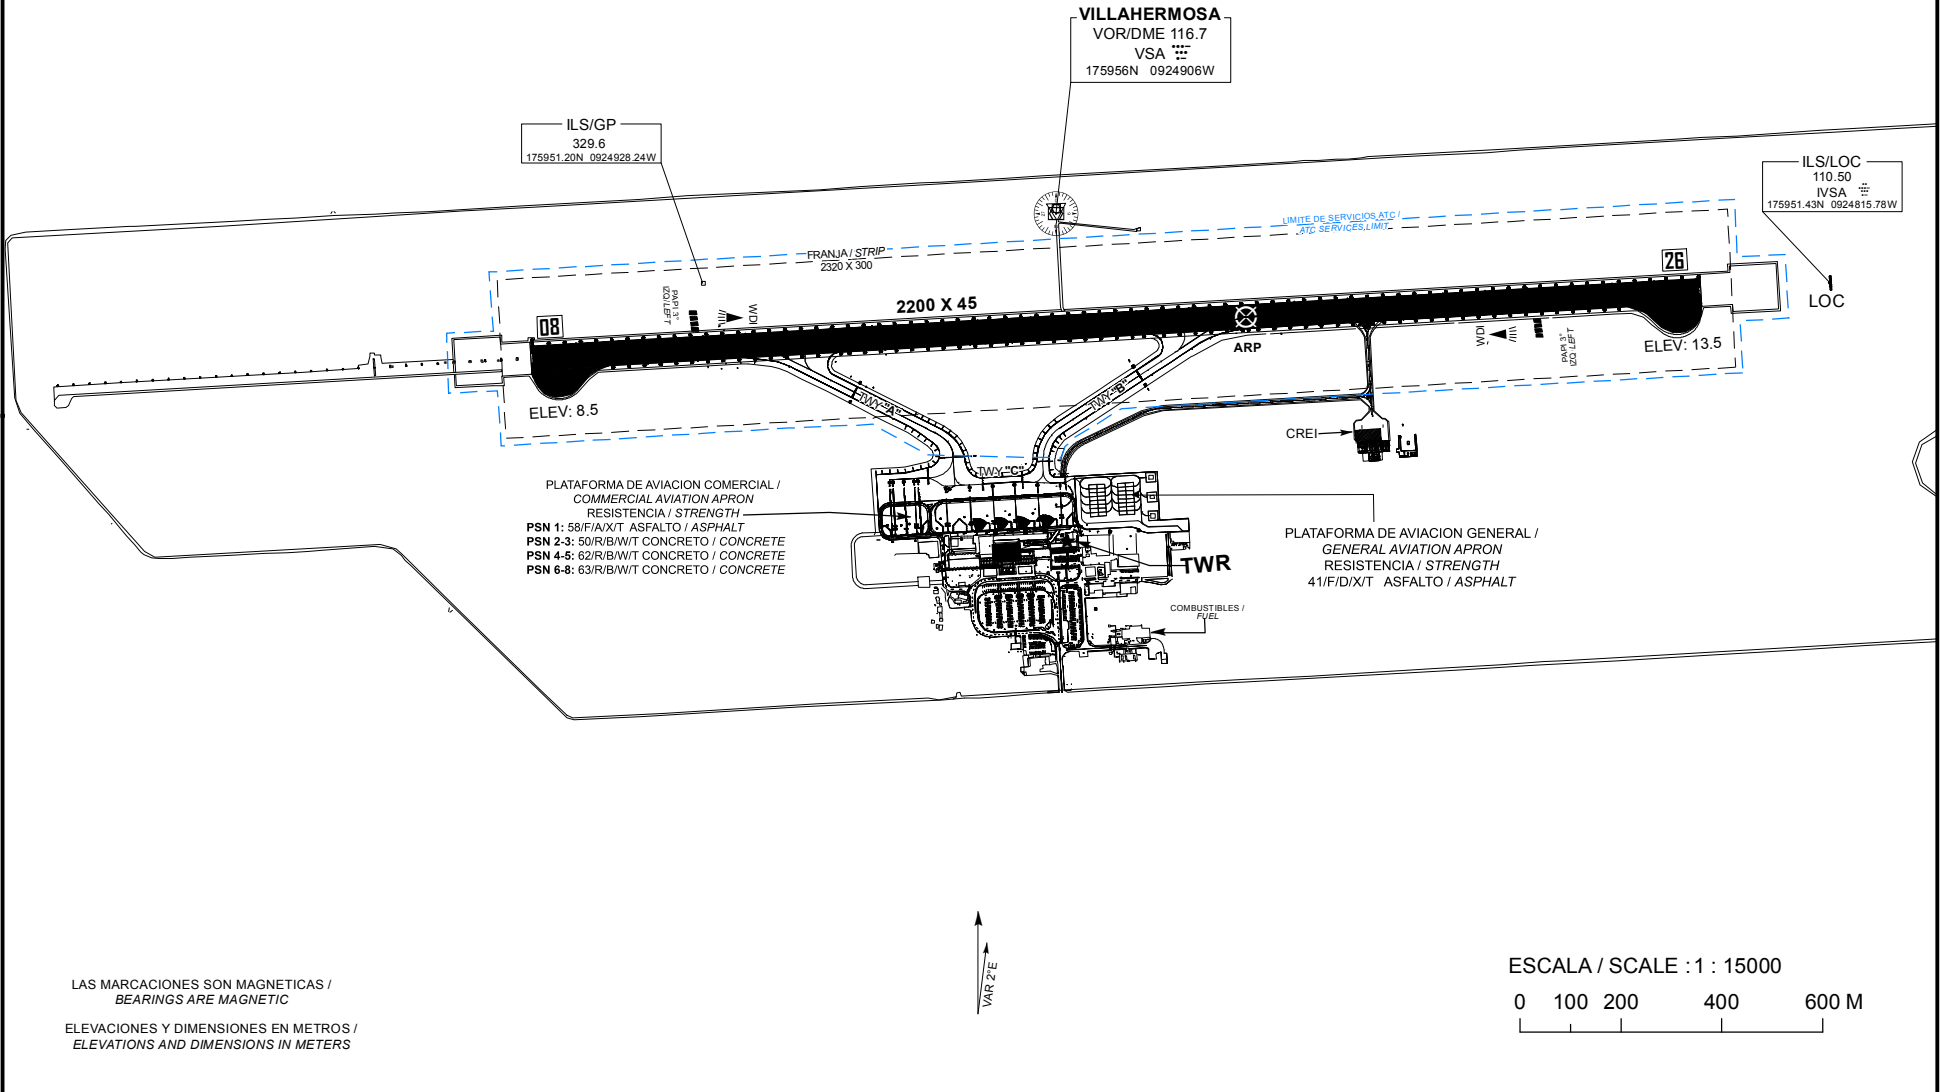 VILLAHERMOSA
VOR/DME 116.7
VSA
175956N 0924906W
ILS/GP
329.6
175951.20N 0924928.24W
ILS/LOC
110.50
IVSA
175951.43N 0924815.78W
LOC
LIMITE DE SERVICIOS ATC /
ATC SERVICES LIMIT
FRANJA / STRIP
2320 X 300
26
PAPI 3°
IZQ/LEFT
WDI
08
2200 X 45
ARP
WDI
PAPI 3°
IZQ/LEFT
ELEV: 13.5
ELEV: 8.5
TWY "A"
TWY "B"
CREI
TWY "C"
PLATAFORMA DE AVIACION COMERCIAL /
COMMERCIAL AVIATION APRON
RESISTENCIA / STRENGTH
PSN 1: 58/F/A/X/T ASFALTO / ASPHALT
PSN 2-3: 50/R/B/W/T CONCRETO / CONCRETE
PSN 4-5: 62/R/B/W/T CONCRETO / CONCRETE
PSN 6-8: 63/R/B/W/T CONCRETO / CONCRETE
PLATAFORMA DE AVIACION GENERAL /
GENERAL AVIATION APRON
RESISTENCIA / STRENGTH
41/F/D/X/T ASFALTO / ASPHALT
TWR
COMBUSTIBLES /
FUEL
VAR 2°E
LAS MARCACIONES SON MAGNETICAS /
BEARINGS ARE MAGNETIC
ELEVACIONES Y DIMENSIONES EN METROS /
ELEVATIONS AND DIMENSIONS IN METERS
ESCALA / SCALE : 1 : 15000
0 100 200 400 600 M